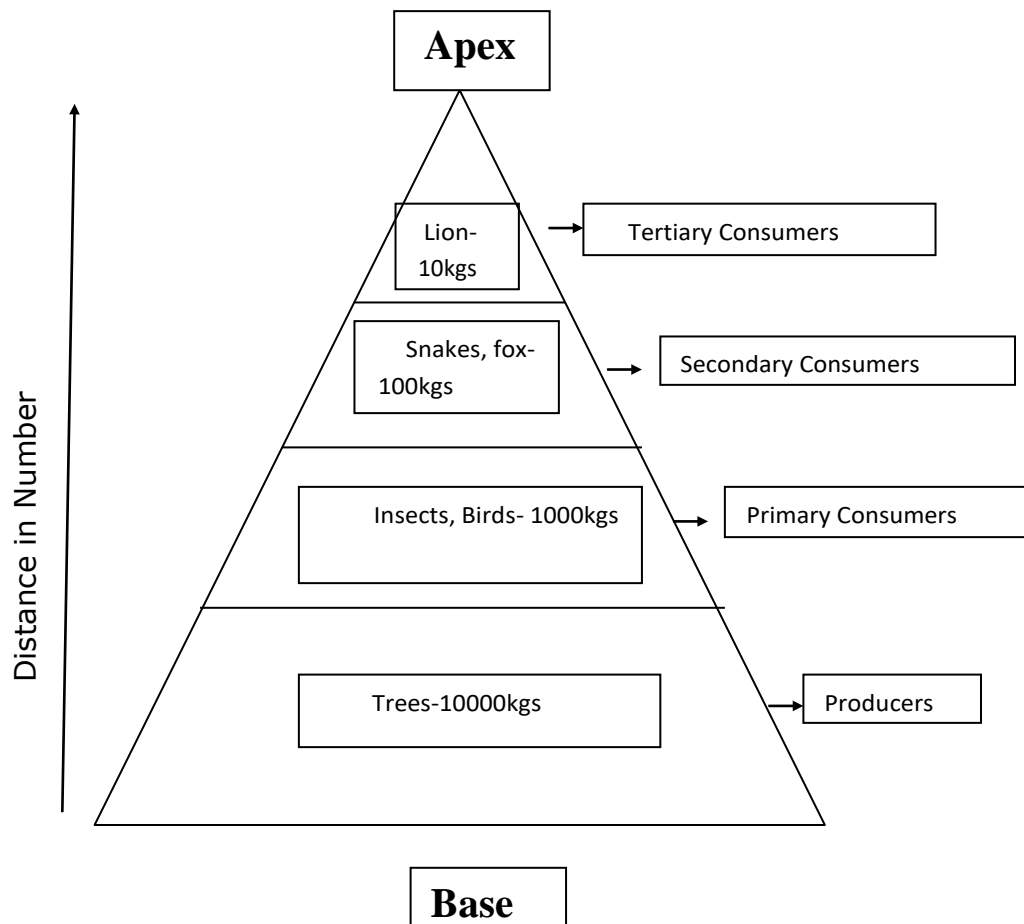 Apex
Lion-
10kgs
Tertiary Consumers
Snakes, fox-
100kgs
Secondary Consumers
Insects, Birds- 1000kgs
Primary Consumers
Trees-10000kgs
Producers
Distance in Number
Base